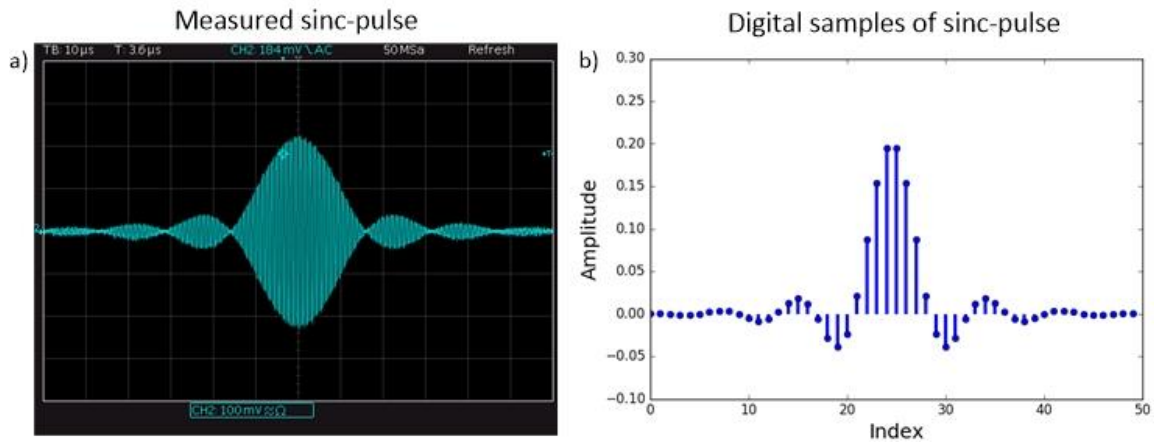 Measured sinc-pulse
a)
TB: 10µs T: 3.6µs CH2: 184mV \ AC 50MSa Refresh
T
2
CH2: 100mV ≂Ω
Digital samples of sinc-pulse
b)
Amplitude
0.30
0.25
0.20
0.15
0.10
0.05
0.00
−0.05
−0.10
0 10 20 30 40 50
Index